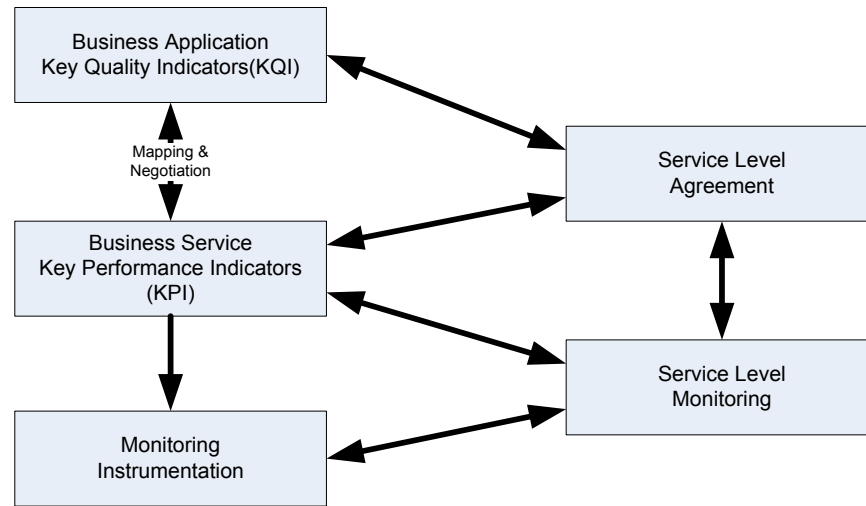 Business Application
Key Quality Indicators(KQI)
Mapping &
Negotiation
Service Level
Agreement
Business Service
Key Performance Indicators
(KPI)
Service Level
Monitoring
Monitoring
Instrumentation